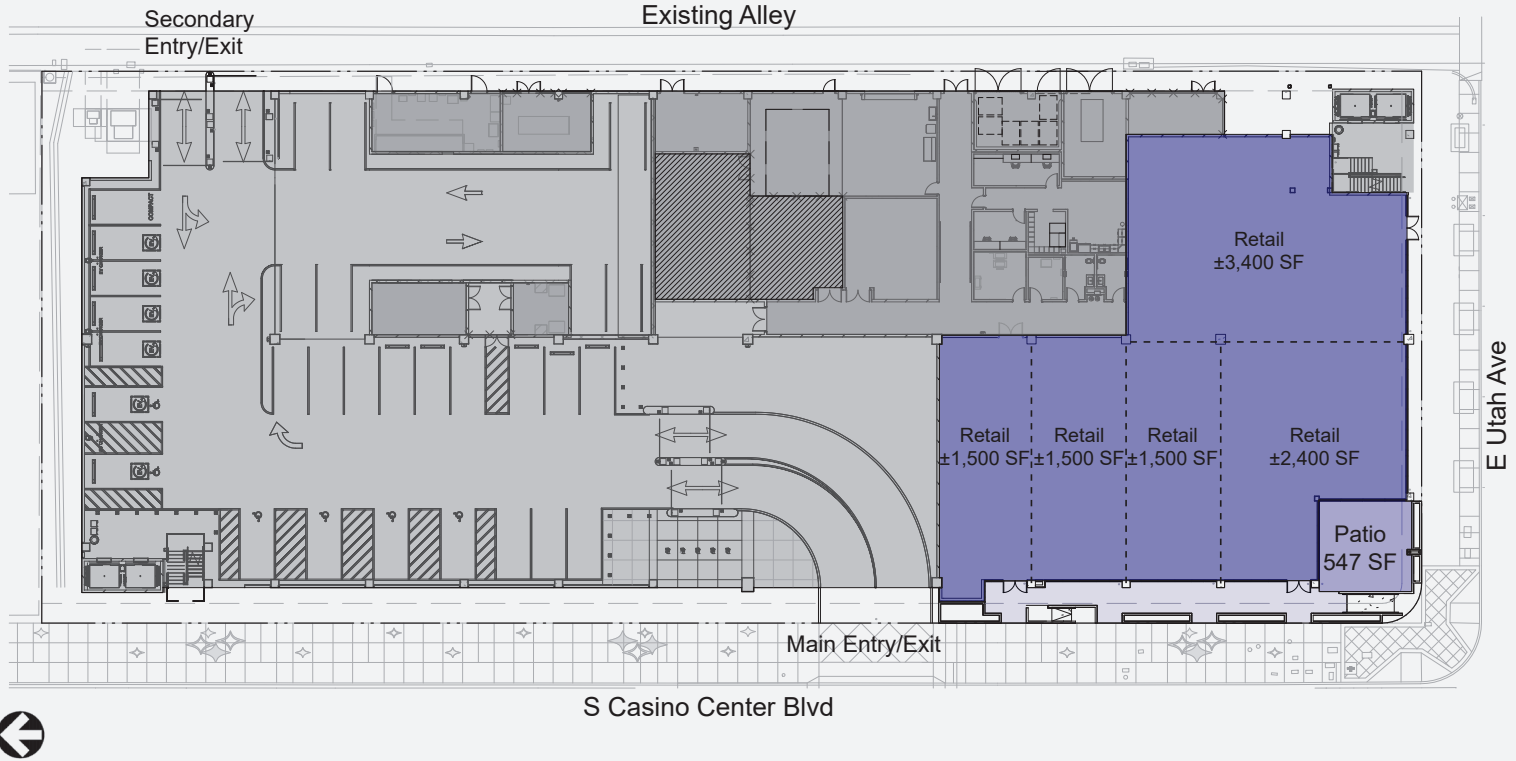 Existing Alley
Secondary
Entry/Exit
COMPACT
Retail
±3,400 SF
Retail
±1,500 SF
Retail
±1,500 SF
Retail
±1,500 SF
Retail
±2,400 SF
Patio
547 SF
E Utah Ave
Main Entry/Exit
S Casino Center Blvd